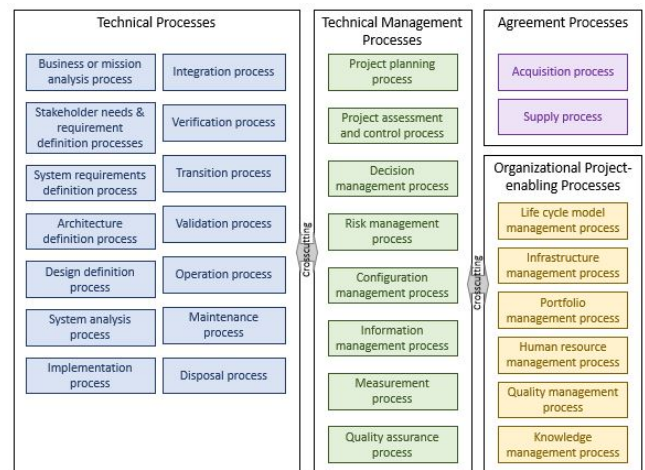 Technical Processes
Business or mission
analysis process
Integration process
Stakeholder needs &
requirement
definition processes
Verification process
System requirements
definition process
Transition process
Architecture
definition process
Validation process
Design definition
process
Operation process
System analysis
process
Maintenance
process
Implementation
process
Disposal process
Crosscutting
Technical Management
Processes
Project planning
process
Project assessment
and control process
Decision
management process
Risk management
process
Configuration
management process
Information
management process
Measurement
process
Quality assurance
process
Crosscutting
Agreement Processes
Acquisition process
Supply process
Organizational Project-
enabling Processes
Life cycle model
management process
Infrastructure
management process
Portfolio
management process
Human resource
management process
Quality management
process
Knowledge
management process